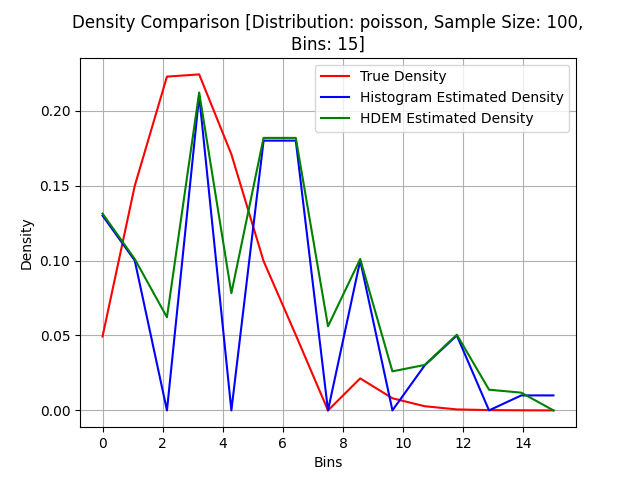 Density Comparison [Distribution: poisson, Sample Size: 100,
Bins: 15]
True Density
Histogram Estimated Density
HDEM Estimated Density
Density
0.20
0.15
0.10
0.05
0.00
0 2 4 6 8 10 12 14
Bins